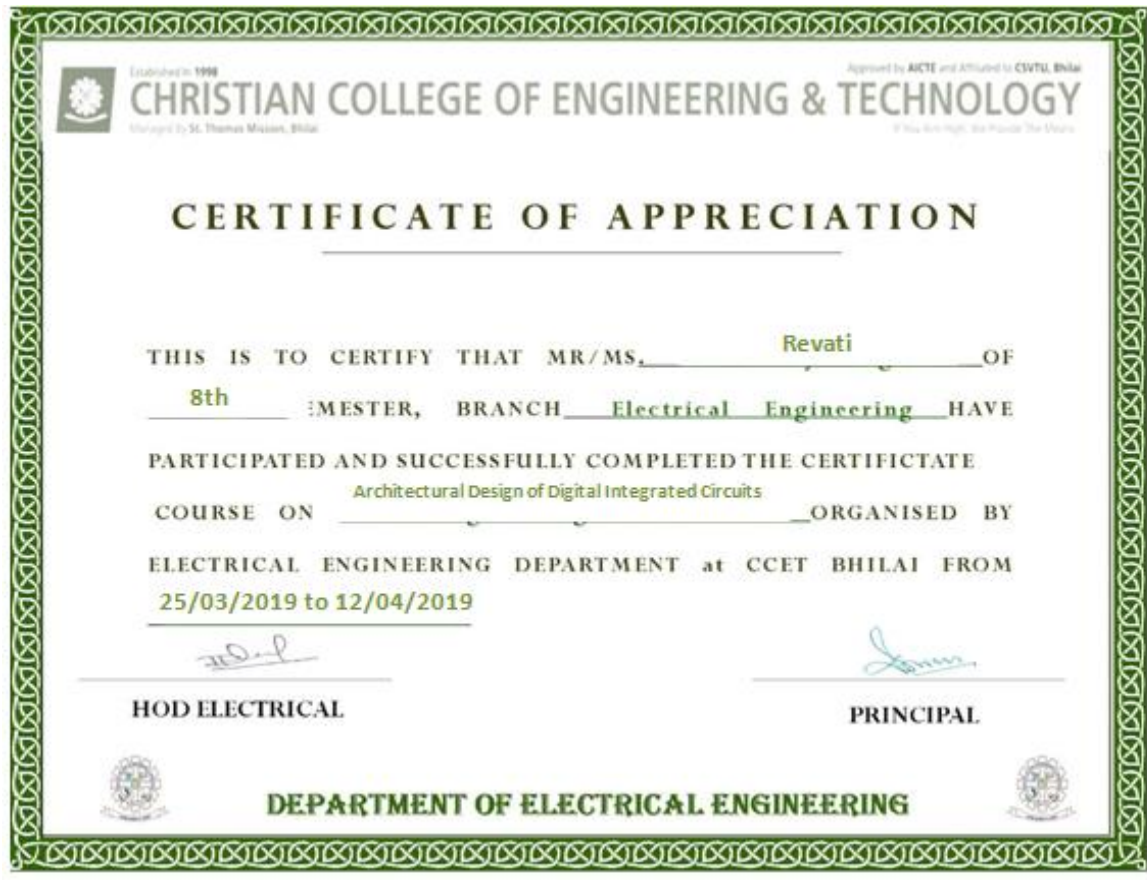 Established in 1998
Approved by AICTE and Affiliated to CSVTU, Bhilai
CHRISTIAN COLLEGE OF ENGINEERING & TECHNOLOGY
Managed by St. Thomas Mission, Bhilai
CERTIFICATE OF APPRECIATION
THIS IS TO CERTIFY THAT MR/MS. Revati OF
8th EMESTER, BRANCH Electrical Engineering HAVE
PARTICIPATED AND SUCCESSFULLY COMPLETED THE CERTIFICTATE
COURSE ON Architectural Design of Digital Integrated Circuits ORGANISED BY
ELECTRICAL ENGINEERING DEPARTMENT at CCET BHILAI FROM
25/03/2019 to 12/04/2019
HOD ELECTRICAL
PRINCIPAL
DEPARTMENT OF ELECTRICAL ENGINEERING